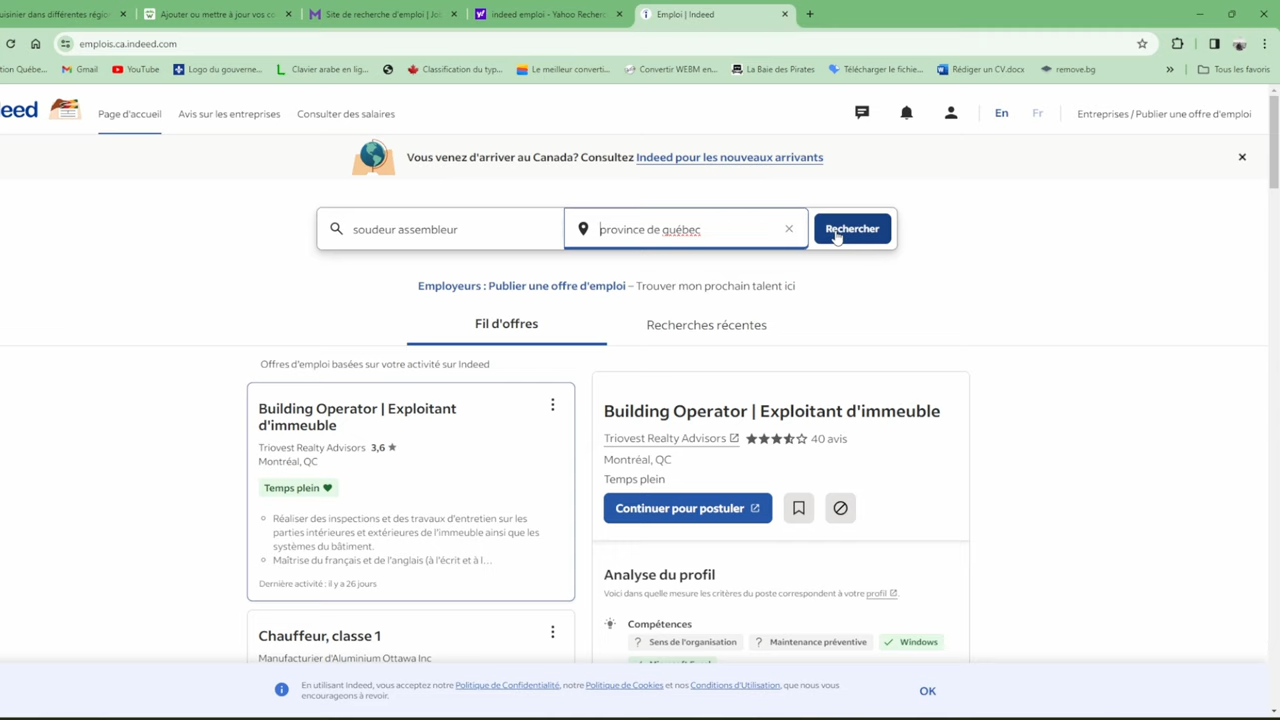 uisinier dans différentes régio
Ajouter ou mettre à jour vos c
Site de recherche d'emploi | Jo
indeed emploi - Yahoo Recher
Emploi | Indeed
emplois.ca.indeed.com
tion Québe...
Gmail
YouTube
Logo du gouverne...
Clavier arabe en lig...
Classification du typ...
Le meilleur converti...
Convertir WEBM en...
La Baie des Pirates
Télécharger le fichie...
Rédiger un CV.docx
remove.bg
»
Tous les favoris
deed
Page d'accueil
Avis sur les entreprises
Consulter des salaires
En
Fr
Entreprises / Publier une offre d'emploi
Vous venez d'arriver au Canada? Consultez Indeed pour les nouveaux arrivants
soudeur assembleur
province de québec
Rechercher
Employeurs : Publier une offre d'emploi – Trouver mon prochain talent ici
Fil d'offres
Recherches récentes
Offres d'emploi basées sur votre activité sur Indeed
Building Operator | Exploitant
d'immeuble
Triovest Realty Advisors 3,6 ★
Montréal, QC
Temps plein
Réaliser des inspections et des travaux d'entretien sur les
parties intérieures et extérieures de l'immeuble ainsi que les
systèmes du bâtiment.
Maîtrise du français et de l'anglais (à l'écrit et à l...
Dernière activité : il y a 26 jours
Chauffeur, classe 1
Manufacturier d'Aluminium Ottawa Inc
Building Operator | Exploitant d'immeuble
Triovest Realty Advisors
40 avis
Montréal, QC
Temps plein
Continuer pour postuler
Analyse du profil
Voici dans quelle mesure les critères du poste correspondent à votre profil.
Compétences
? Sens de l'organisation
? Maintenance préventive
Windows
En utilisant Indeed, vous acceptez notre Politique de Confidentialité, notre Politique de Cookies et nos Conditions d'Utilisation, que nous vous
encourageons à revoir.
OK